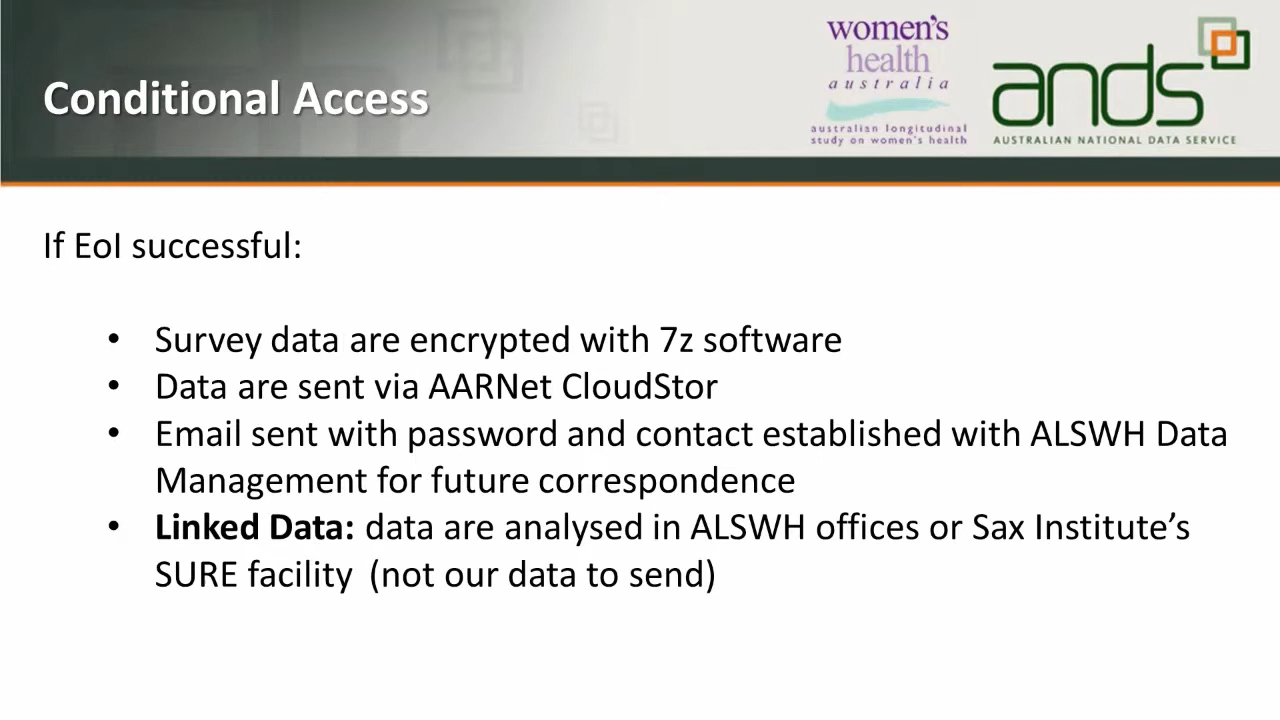 Conditional Access
women's
health
australia
australian longitudinal
study on women's health
ands
AUSTRALIAN NATIONAL DATA SERVICE
If EoI successful:
• Survey data are encrypted with 7z software
• Data are sent via AARNet CloudStor
• Email sent with password and contact established with ALSWH Data
Management for future correspondence
• Linked Data: data are analysed in ALSWH offices or Sax Institute’s
SURE facility (not our data to send)